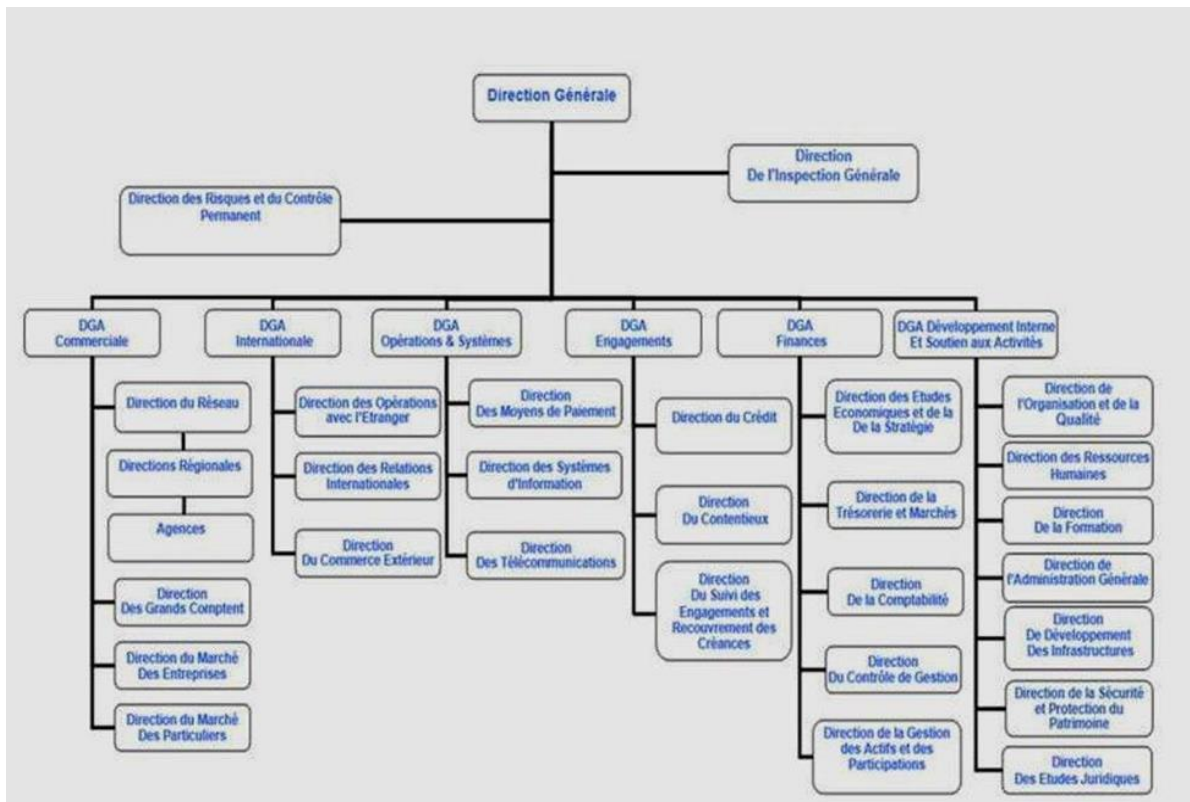 Direction Générale
Direction
De l'Inspection Générale
Direction des Risques et du Contrôle
Permanent
DGA
Commerciale
DGA
Internationale
DGA
Opérations & Systèmes
DGA
Engagements
DGA
Finances
DGA Développement Interne
Et Soutien aux Activités
Direction du Réseau
Directions Régionales
Agences
Direction
Des Grands Comptent
Direction du Marché
Des Entreprises
Direction du Marché
Des Particuliers
Direction des Opérations
avec l'Etranger
Direction des Relations
Internationales
Direction
Du Commerce Extérieur
Direction
Des Moyens de Paiement
Direction des Systèmes
d'Information
Direction
Des Télécommunications
Direction du Crédit
Direction
Du Contentieux
Direction
Du Suivi des
Engagements et
Recouvrement des
Créances
Direction des Etudes
Economiques et de la
De la Stratégie
Direction de la
Trésorerie et Marchés
Direction
De la Comptabilité
Direction
Du Contrôle de Gestion
Direction de la Gestion
des Actifs et des
Participations
Direction de
l'Organisation et de la
Qualité
Direction des Ressources
Humaines
Direction
De la Formation
Direction de
l'Administration Générale
Direction
De Développement
Des Infrastructures
Direction de la Sécurité
et Protection du
Patrimoine
Direction
Des Etudes Juridiques